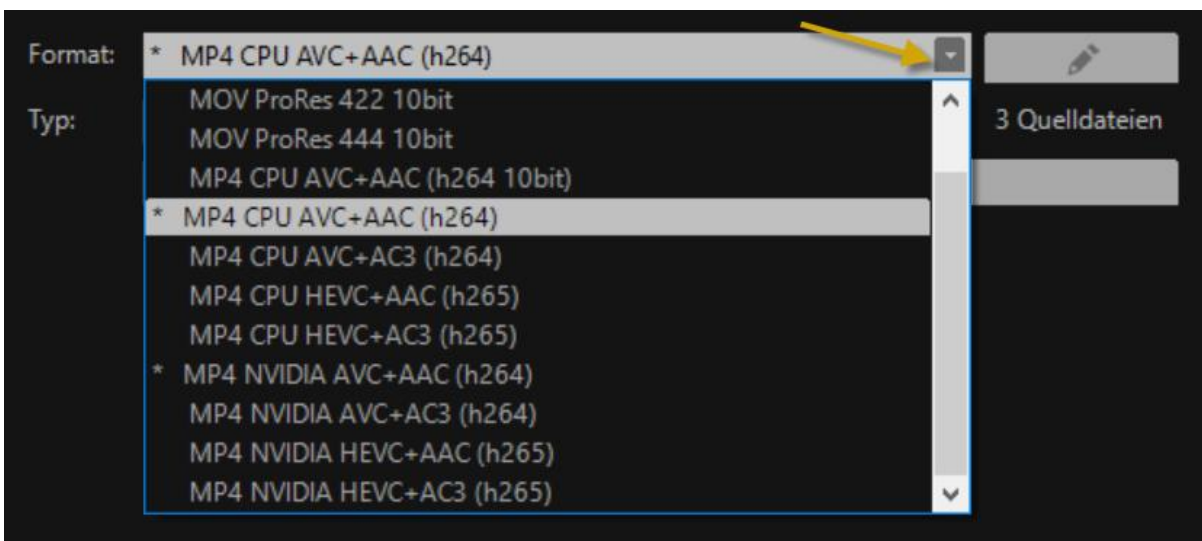 Format: * MP4 CPU AVC+AAC (h264)
MOV ProRes 422 10bit
Typ: 3 Quelldateien
MOV ProRes 444 10bit
MP4 CPU AVC+AAC (h264 10bit)
* MP4 CPU AVC+AAC (h264)
MP4 CPU AVC+AC3 (h264)
MP4 CPU HEVC+AAC (h265)
MP4 CPU HEVC+AC3 (h265)
* MP4 NVIDIA AVC+AAC (h264)
MP4 NVIDIA AVC+AC3 (h264)
MP4 NVIDIA HEVC+AAC (h265)
MP4 NVIDIA HEVC+AC3 (h265)